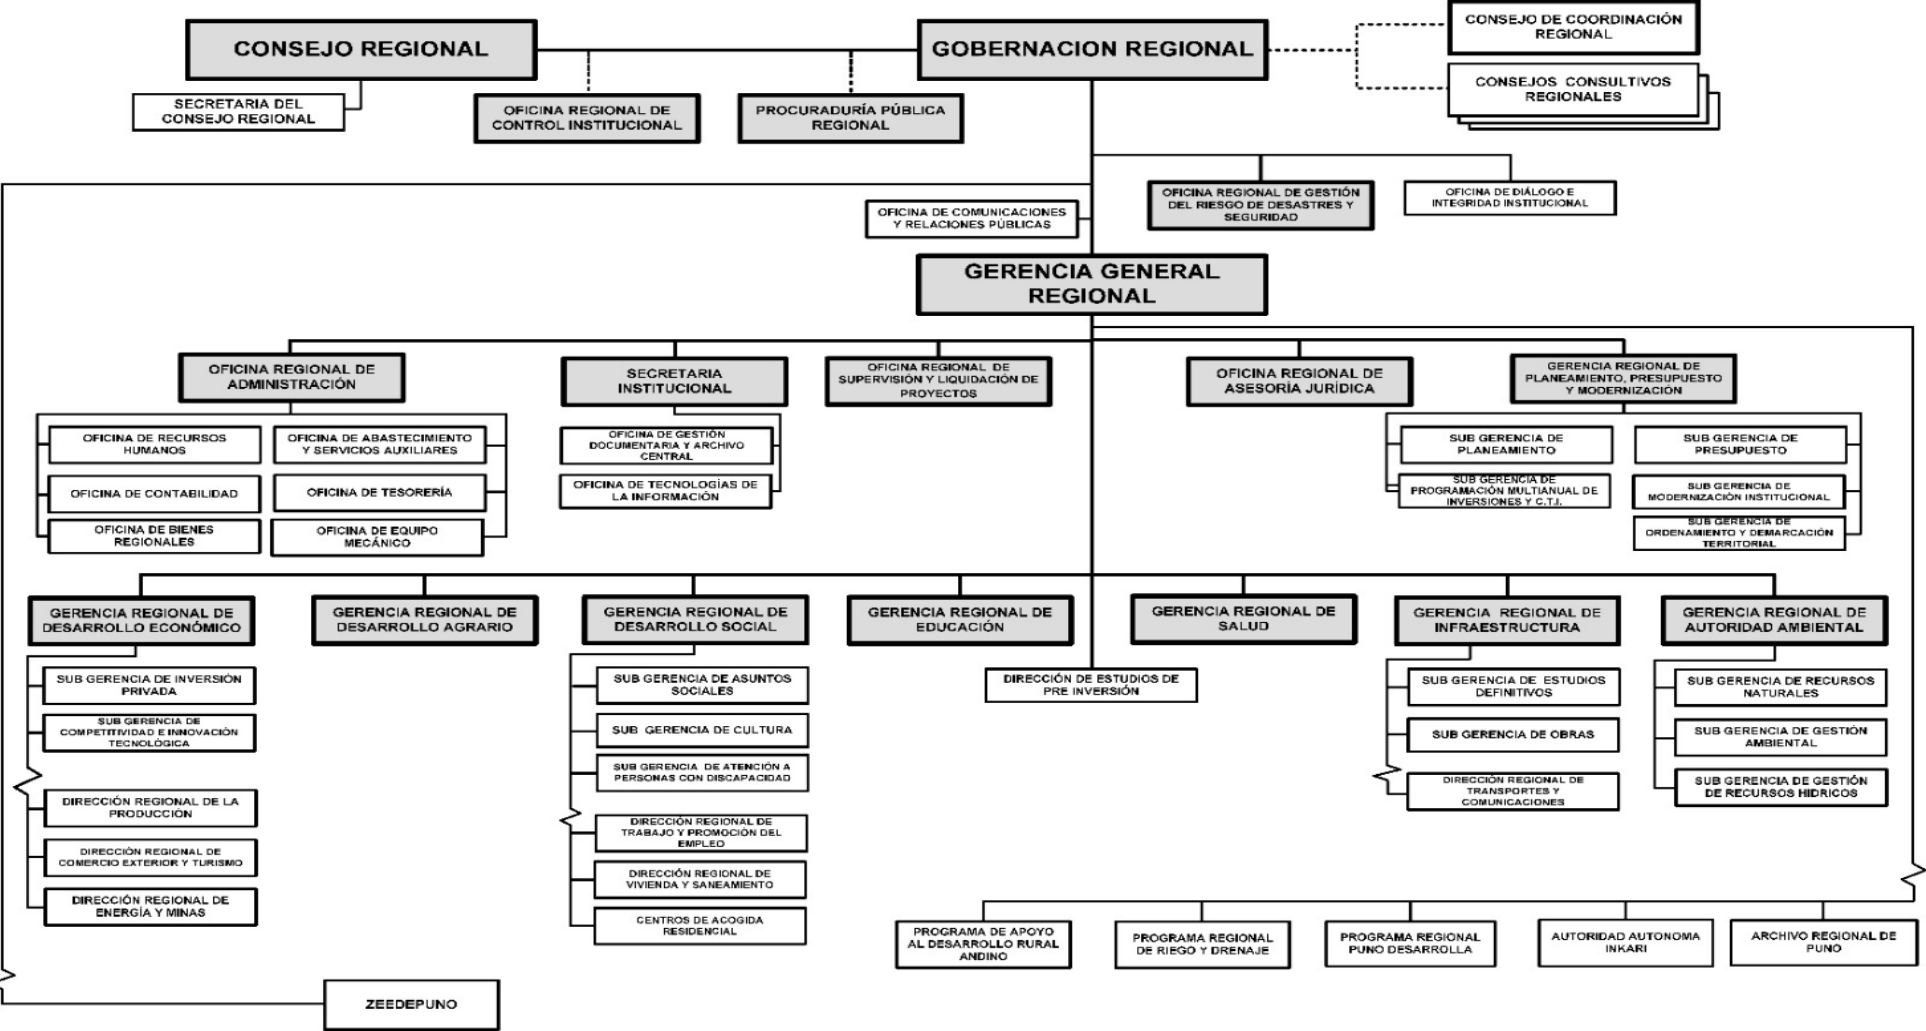 CONSEJO REGIONAL
GOBERNACION REGIONAL
CONSEJO DE COORDINACIÓN
REGIONAL
CONSEJOS CONSULTIVOS
REGIONALES
SECRETARIA DEL
CONSEJO REGIONAL
OFICINA REGIONAL DE
CONTROL INSTITUCIONAL
PROCURADURÍA PÚBLICA
REGIONAL
OFICINA REGIONAL DE GESTIÓN
DEL RIESGO DE DESASTRES Y
SEGURIDAD
OFICINA DE DIÁLOGO E
INTEGRIDAD INSTITUCIONAL
OFICINA DE COMUNICACIONES
Y RELACIONES PÚBLICAS
GERENCIA GENERAL
REGIONAL
OFICINA REGIONAL DE
ADMINISTRACIÓN
SECRETARIA
INSTITUCIONAL
OFICINA REGIONAL DE
SUPERVISIÓN Y LIQUIDACIÓN DE
PROYECTOS
OFICINA REGIONAL DE
ASESORÍA JURÍDICA
GERENCIA REGIONAL DE
PLANEAMIENTO, PRESUPUESTO
Y MODERNIZACIÓN
OFICINA DE RECURSOS
HUMANOS
OFICINA DE ABASTECIMIENTO
Y SERVICIOS AUXILIARES
OFICINA DE CONTABILIDAD
OFICINA DE TESORERÍA
OFICINA DE BIENES
REGIONALES
OFICINA DE EQUIPO
MECÁNICO
OFICINA DE GESTIÓN
DOCUMENTARIA Y ARCHIVO
CENTRAL
OFICINA DE TECNOLOGÍAS DE
LA INFORMACIÓN
SUB GERENCIA DE
PLANEAMIENTO
SUB GERENCIA DE
PRESUPUESTO
SUB GERENCIA DE
PROGRAMACIÓN MULTIANUAL DE
INVERSIONES Y C.T.I.
SUB GERENCIA DE
MODERNIZACIÓN INSTITUCIONAL
SUB GERENCIA DE
ORDENAMIENTO Y DEMARCACIÓN
TERRITORIAL
GERENCIA REGIONAL DE
DESARROLLO ECONÓMICO
GERENCIA REGIONAL DE
DESARROLLO AGRARIO
GERENCIA REGIONAL DE
DESARROLLO SOCIAL
GERENCIA REGIONAL DE
EDUCACIÓN
GERENCIA REGIONAL DE
SALUD
GERENCIA REGIONAL DE
INFRAESTRUCTURA
GERENCIA REGIONAL DE
AUTORIDAD AMBIENTAL
SUB GERENCIA DE INVERSIÓN
PRIVADA
SUB GERENCIA DE
COMPETITIVIDAD E INNOVACIÓN
TECNOLÓGICA
DIRECCIÓN REGIONAL DE LA
PRODUCCIÓN
DIRECCIÓN REGIONAL DE
COMERCIO EXTERIOR Y TURISMO
DIRECCIÓN REGIONAL DE
ENERGÍA Y MINAS
SUB GERENCIA DE ASUNTOS
SOCIALES
SUB GERENCIA DE CULTURA
SUB GERENCIA DE ATENCIÓN A
PERSONAS CON DISCAPACIDAD
DIRECCIÓN REGIONAL DE
TRABAJO Y PROMOCIÓN DEL
EMPLEO
DIRECCIÓN REGIONAL DE
VIVIENDA Y SANEAMIENTO
CENTROS DE ACOGIDA
RESIDENCIAL
DIRECCIÓN DE ESTUDIOS DE
PRE INVERSIÓN
SUB GERENCIA DE ESTUDIOS
DEFINITIVOS
SUB GERENCIA DE OBRAS
DIRECCIÓN REGIONAL DE
TRANSPORTES Y
COMUNICACIONES
SUB GERENCIA DE RECURSOS
NATURALES
SUB GERENCIA DE GESTIÓN
AMBIENTAL
SUB GERENCIA DE GESTIÓN
DE RECURSOS HIDRICOS
PROGRAMA DE APOYO
AL DESARROLLO RURAL
ANDINO
PROGRAMA REGIONAL
DE RIEGO Y DRENAJE
PROGRAMA REGIONAL
PUNO DESARROLLA
AUTORIDAD AUTONOMA
INKARI
ARCHIVO REGIONAL DE
PUNO
ZEEDEPUNO